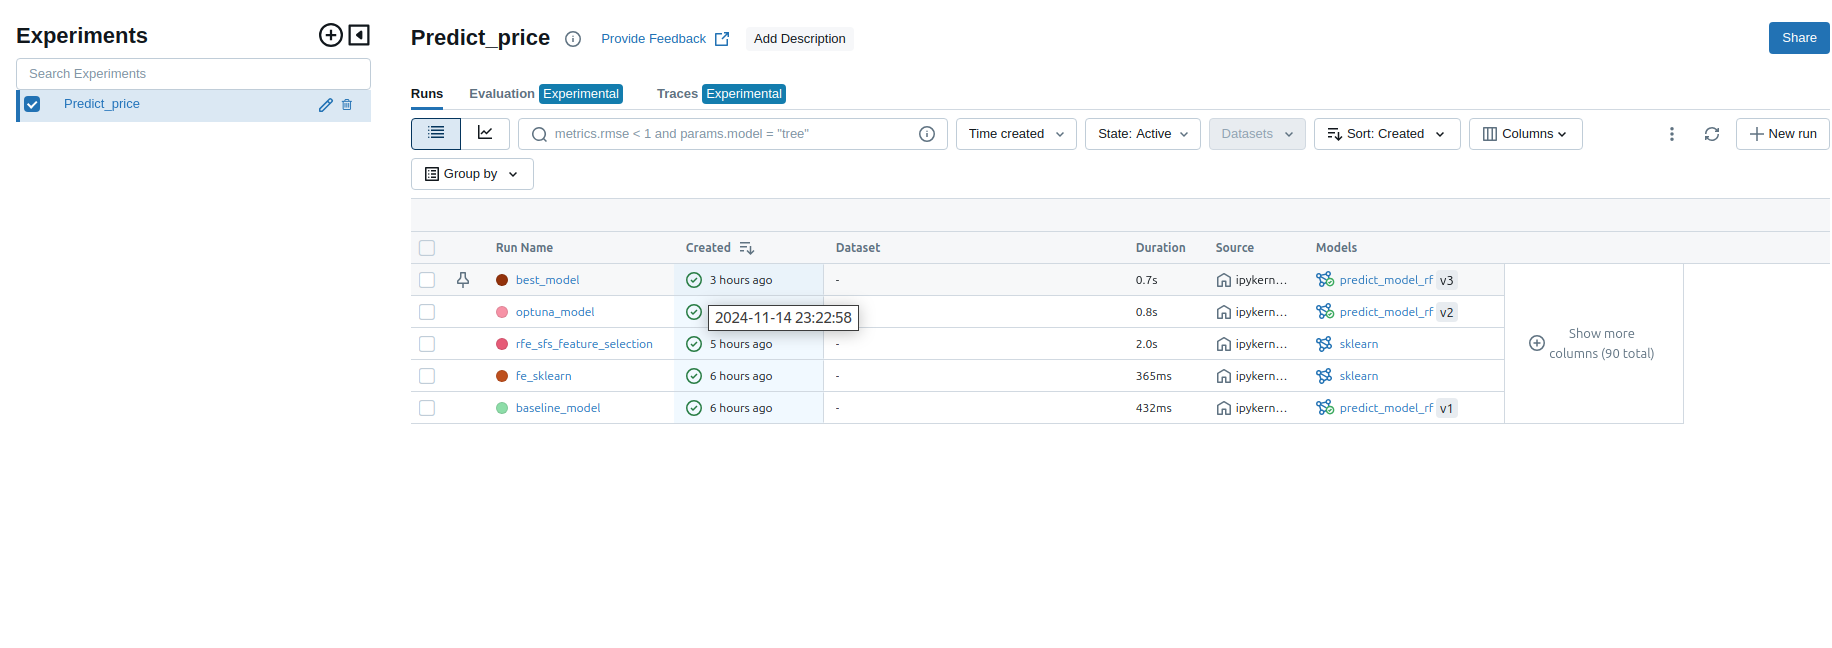 Experiments
Search Experiments
Predict_price
Predict_price Provide Feedback Add Description
Share
Runs Evaluation Experimental Traces Experimental
metrics.rmse < 1 and params.model = "tree" Time created State: Active Datasets Sort: Created Columns New run
Group by
Run Name Created Dataset Duration Source Models
best_model 3 hours ago - 0.7s ipykern... predict_model_rf v3
optuna_model 2024-11-14 23:22:58 0.8s ipykern... predict_model_rf v2
rfe_sfs_feature_selection 5 hours ago - 2.0s ipykern... sklearn
fe_sklearn 6 hours ago - 365ms ipykern... sklearn
baseline_model 6 hours ago - 432ms ipykern... predict_model_rf v1
Show more
columns (90 total)